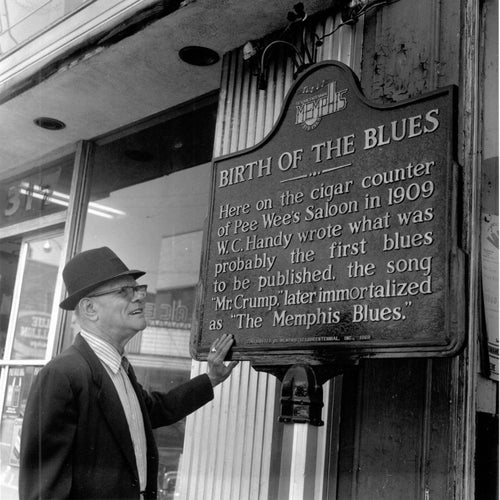 317
Memphis
BIRTH OF THE BLUES
Here on the cigar counter
of Pee Wee's Saloon in 1909
W.C. Handy wrote what was
probably the first blues
to be published, the song
"Mr. Crump," later immortalized
as "The Memphis Blues."